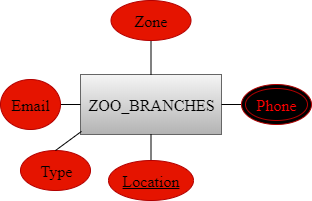 Zone
Email
ZOO_BRANCHES
Phone
Type
Location